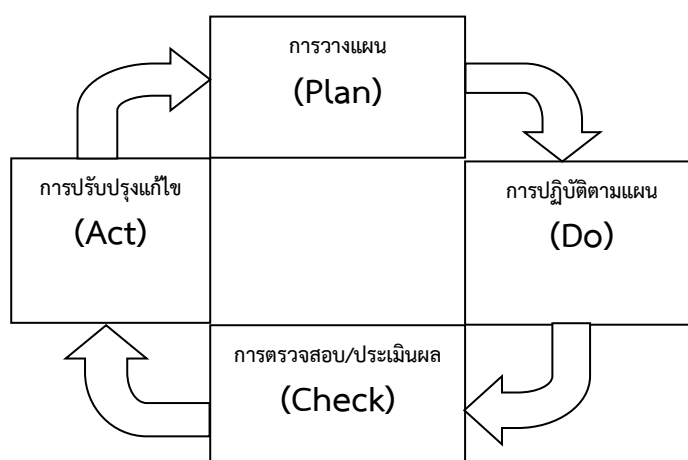 การวางแผน
(Plan)
การปรับปรุงแก้ไข
(Act)
การปฏิบัติตามแผน
(Do)
การตรวจสอบ/ประเมินผล
(Check)